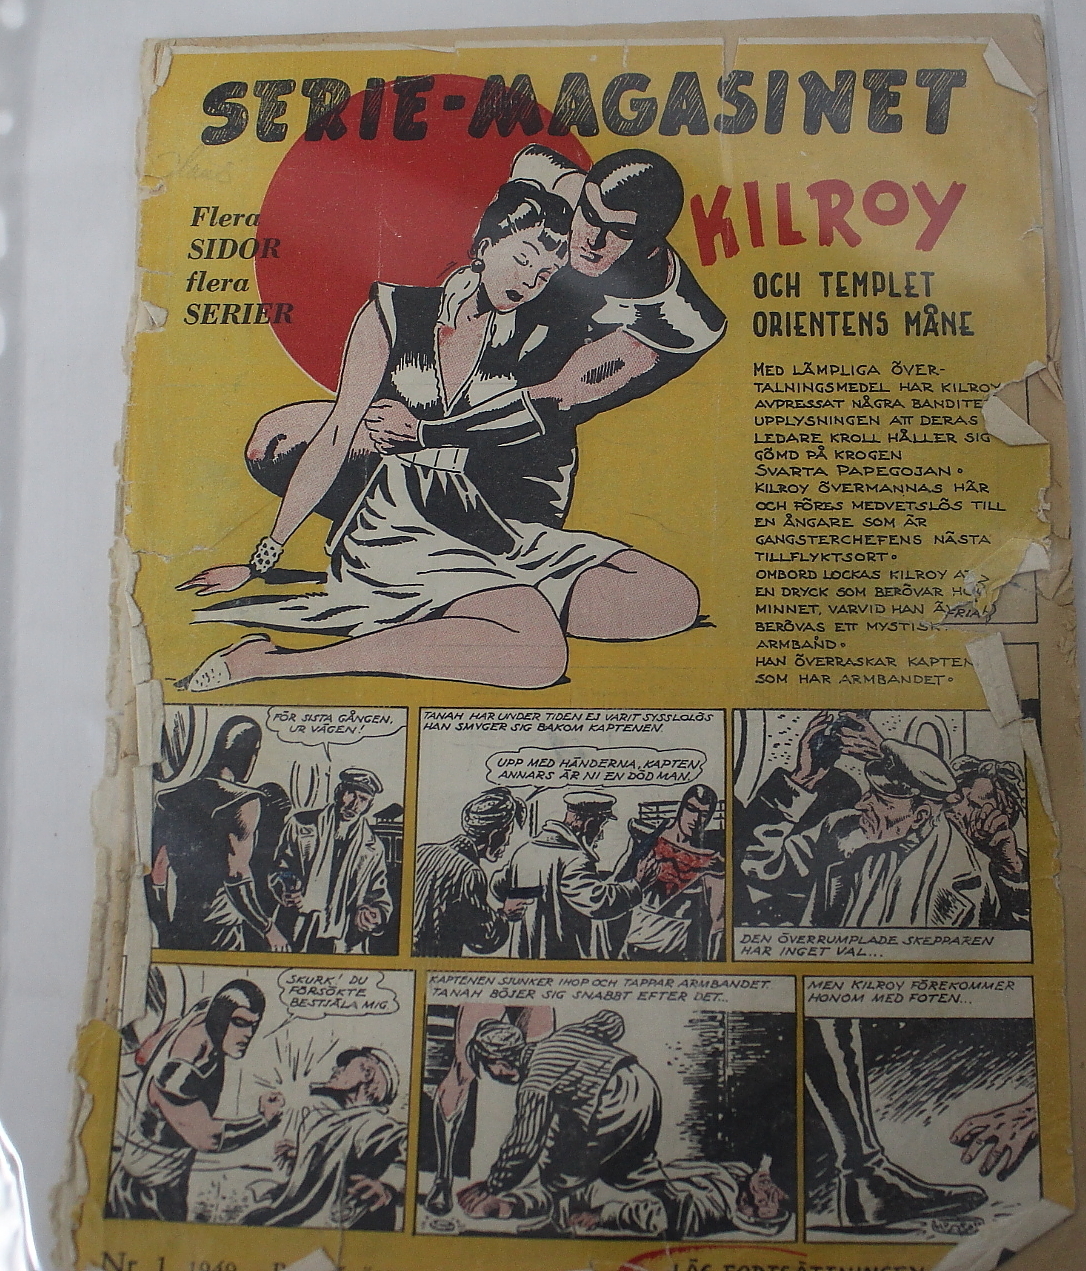 SERIE-MAGASINET
Flera
SIDOR
flera
SERIER
KILROY
OCH TEMPLET
ORIENTENS MÅNE
MED LÄMPLIGA ÖVER-
TALNINGSMEDEL HAR KILROY
AVPRESSAT NÅGRA
UPPLYSNINGEN ATT DERAS
LEDARE KROLL HÅLLER SIG
GÖMD PÅ KROGEN
SVARTA PAPEGOJAN.
KILROY ÖVERMANNAS HÄR
OCH FÖRES MEDVETSLÖS TILL
EN ÅNGARE SOM ÄR
GANGSTERCHEFENS NÄSTA
TILLFLYKTSORT.
OMBORD LOCKAS KILROY
EN DRYCK SOM BERÖVAR
MINNET, VARVID HAN
BERÖVAS ETT
ARMBAND.
HAN ÖVERRASKAR
SOM HAR ARMBANDET.
FÖR SISTA GÅNGEN,
UR VÄGEN!
TANAH HAR UNDER TIDEN EJ VARIT SYSSLOLÖS
HAN SMYGER SIG BAKOM KAPTENEN.
UPP MED HÄNDERNA, KAPTEN
ANNARS ÄR NI EN DÖD MAN.
DEN ÖVERRUMPLADE SKEPPAREN
HAR INGET VAL...
SKURK! DU
FÖRSÖKTE
BESTJÄLA MIG.
KAPTENEN SJUNKER IHOP OCH TAPPAR ARMBANDET.
TANAH BÖJER SIG SNABBT EFTER DET...
MEN KILROY FÖREKOMMER
HONOM MED FOTEN...
Nr 1 1949
LÄS FORTSÄTTNINGEN